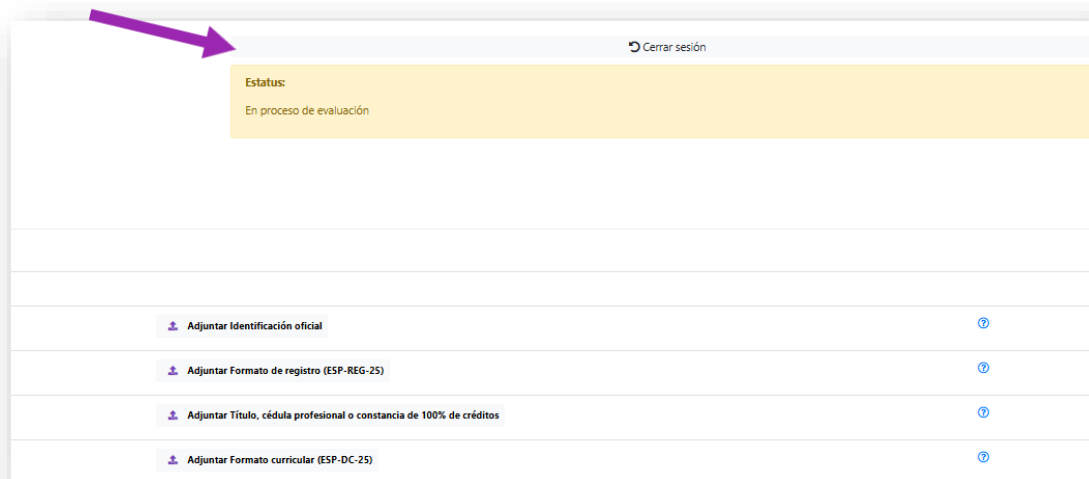 Cerrar sesión
Estatus:
En proceso de evaluación
Adjuntar Identificación oficial
Adjuntar Formato de registro (ESP-REG-25)
Adjuntar Título, cédula profesional o constancia de 100% de créditos
Adjuntar Formato curricular (ESP-DC-25)